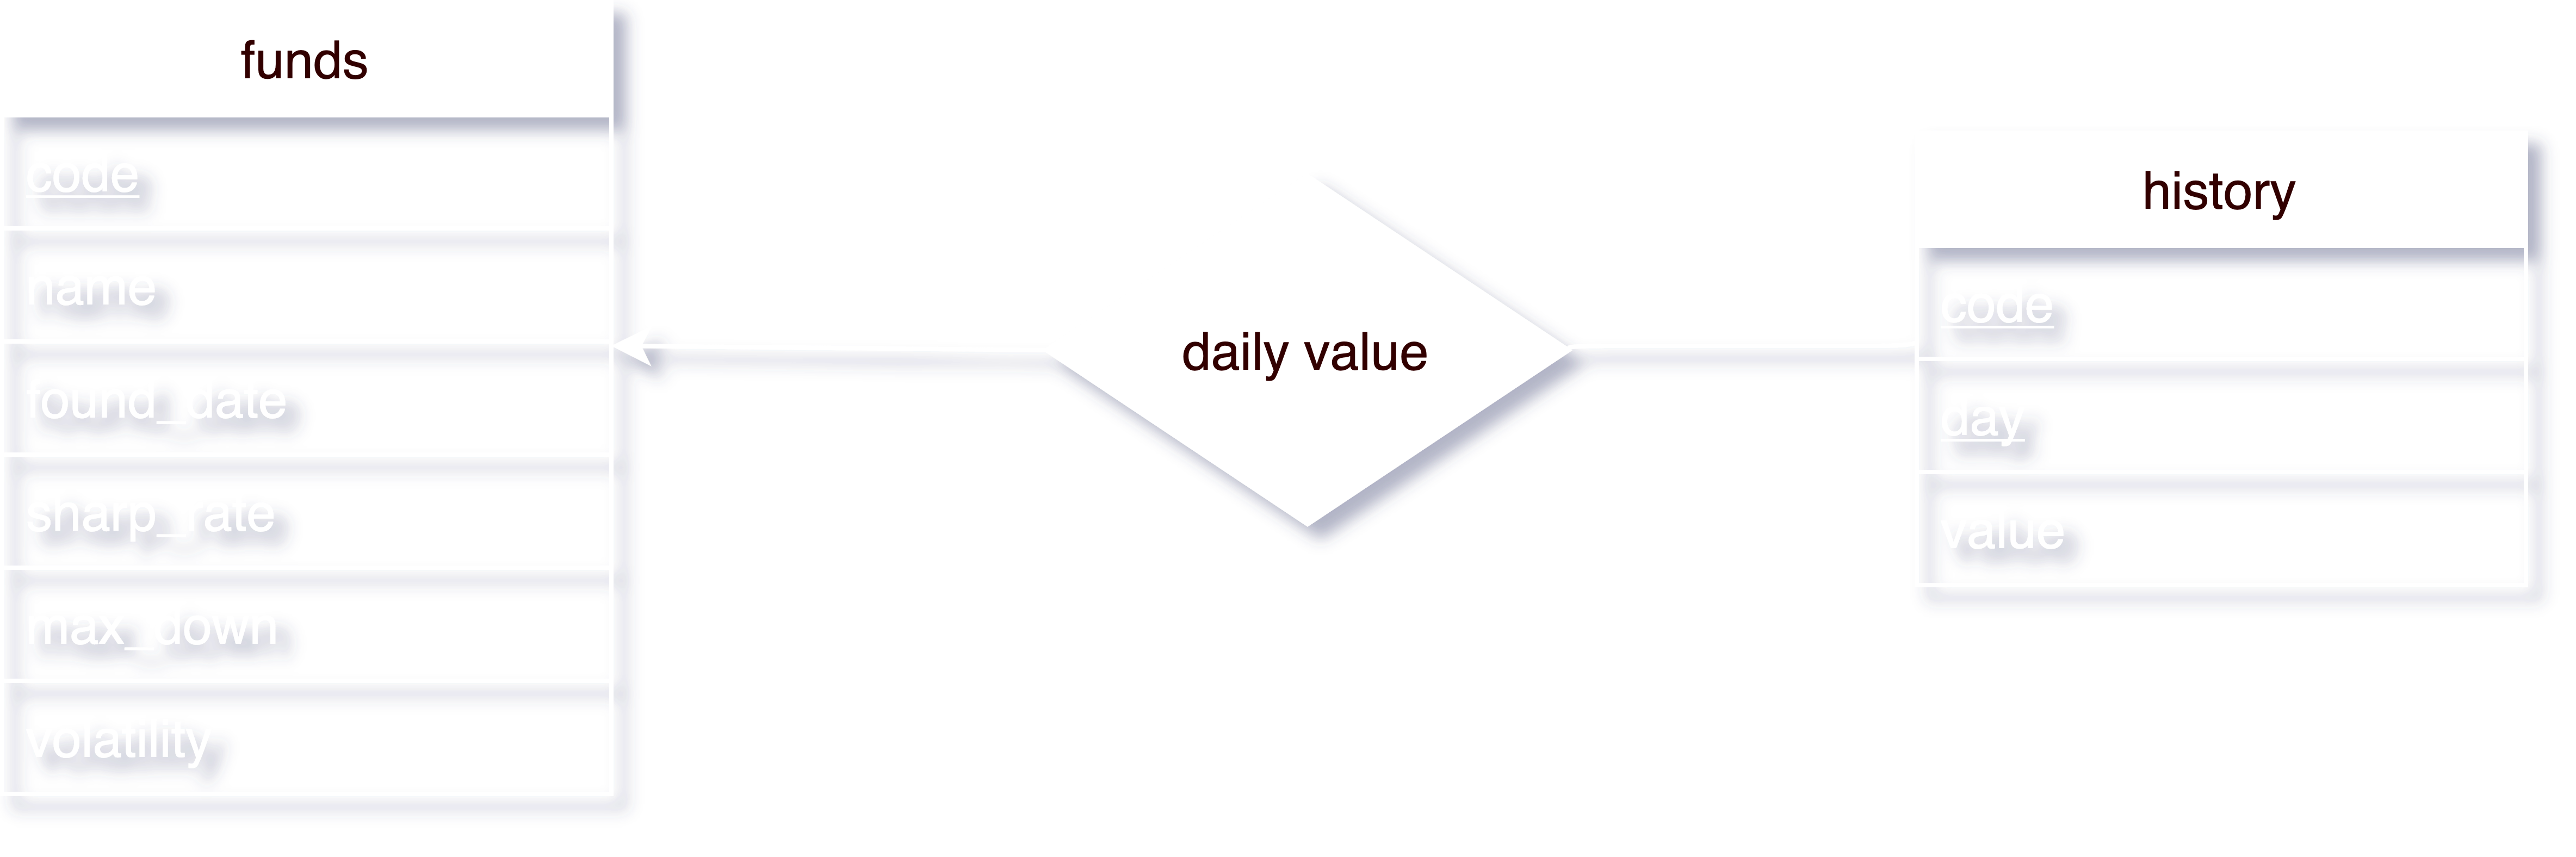 funds
code
name
found_date
sharp_rate
max_down
volatility
daily value
history
code
day
value